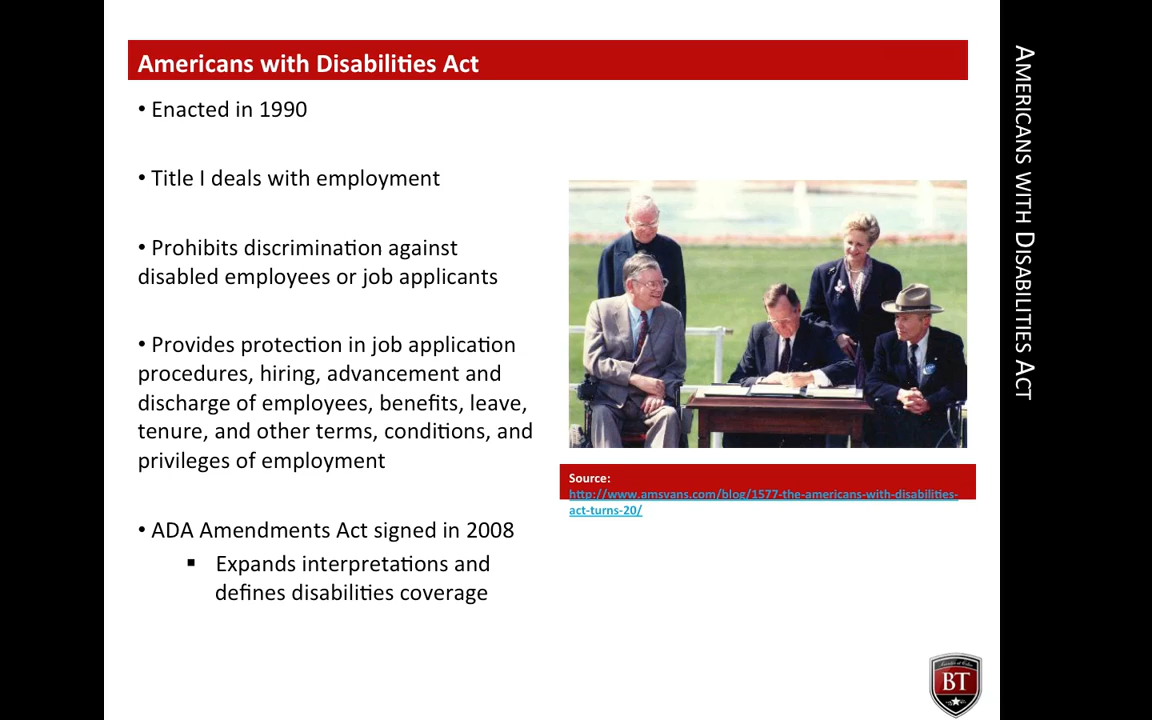 Americans with Disabilities Act
• Enacted in 1990
• Title I deals with employment
• Prohibits discrimination against
disabled employees or job applicants
• Provides protection in job application
procedures, hiring, advancement and
discharge of employees, benefits, leave,
tenure, and other terms, conditions, and
privileges of employment
• ADA Amendments Act signed in 2008
▪ Expands interpretations and
defines disabilities coverage
Source:
http://www.amsvans.com/blog/1577-the-americans-with-disabilities-
act-turns-20/
BT
AMERICANS WITH DISABILITIES ACT